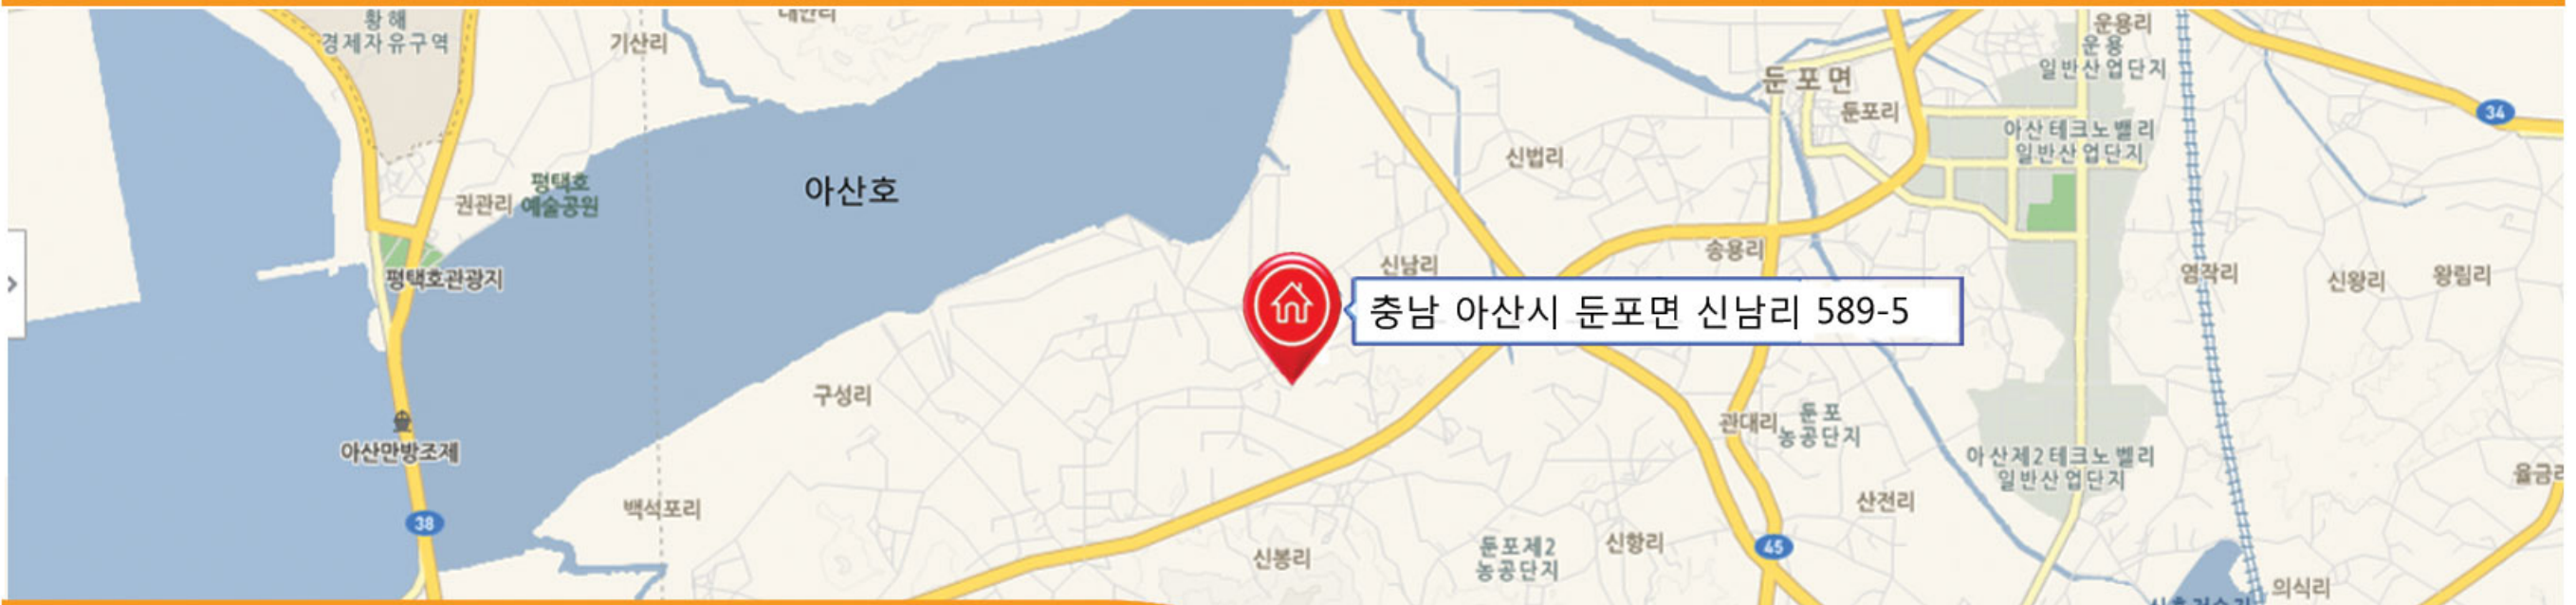 황 해
경제자유구역
기산리
대안리
운용리
운용
일반산업단지
둔포면
둔포리
34
아산테크노밸리
일반산업단지
신법리
평택호
예술공원
권관리
아산호
송용리
신남리
평택호관광지
염작리
신왕리
왕림리
충남 아산시 둔포면 신남리 589-5
구성리
관대리
둔포
농공단지
아산만방조제
아산제2테크노밸리
일반산업단지
율금리
백석포리
산전리
38
신봉리
둔포제2
농공단지
신항리
45
의식리